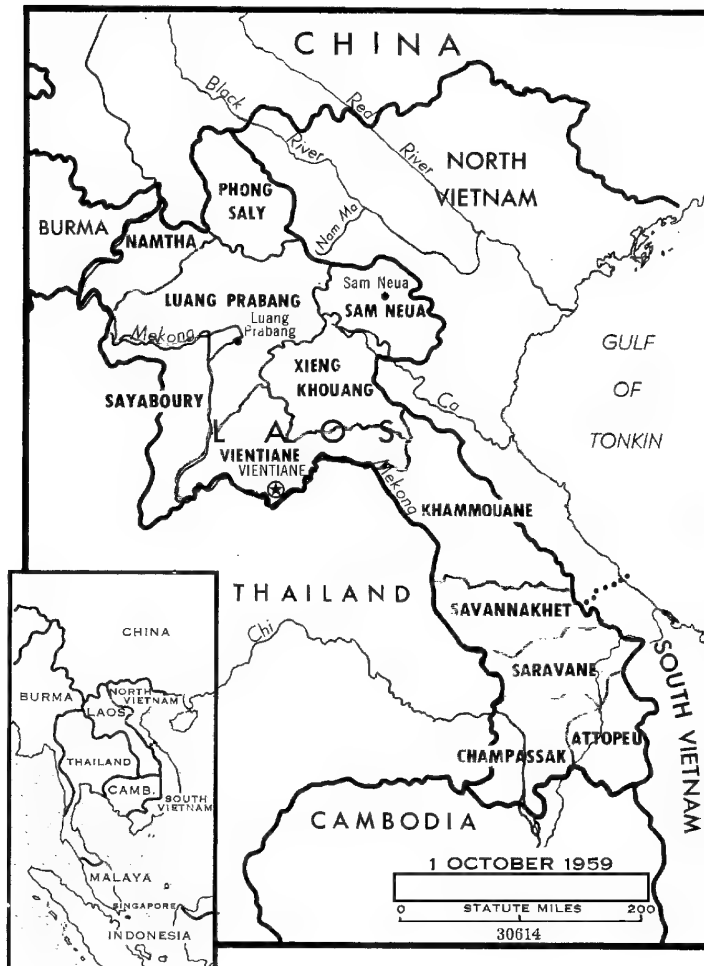 CHINA
Black
River
Red
River
NORTH
VIETNAM
PHONG
SALY
BURMA
NAMTHA
Nam Ma
Sam Neua
SAM NEUA
LUANG PRABANG
Luang
Prabang
Mekong
GULF
OF
TONKIN
XIENG
KHOUANG
SAYABOURY
Ca
LAOS
VIENTIANE
VIENTIANE
Mekong
KHAMMOUANE
THAILAND
SAVANNAKHET
Chi
SARAVANE
SOUTH VIETNAM
ATTOPEU
CHAMPASSAK
CAMBODIA
1 OCTOBER 1959
0 STATUTE MILES 200
30614
CHINA
BURMA
NORTH
VIETNAM
LAOS
THAILAND
CAMB.
SOUTH
VIETNAM
MALAYA
SINGAPORE
INDONESIA